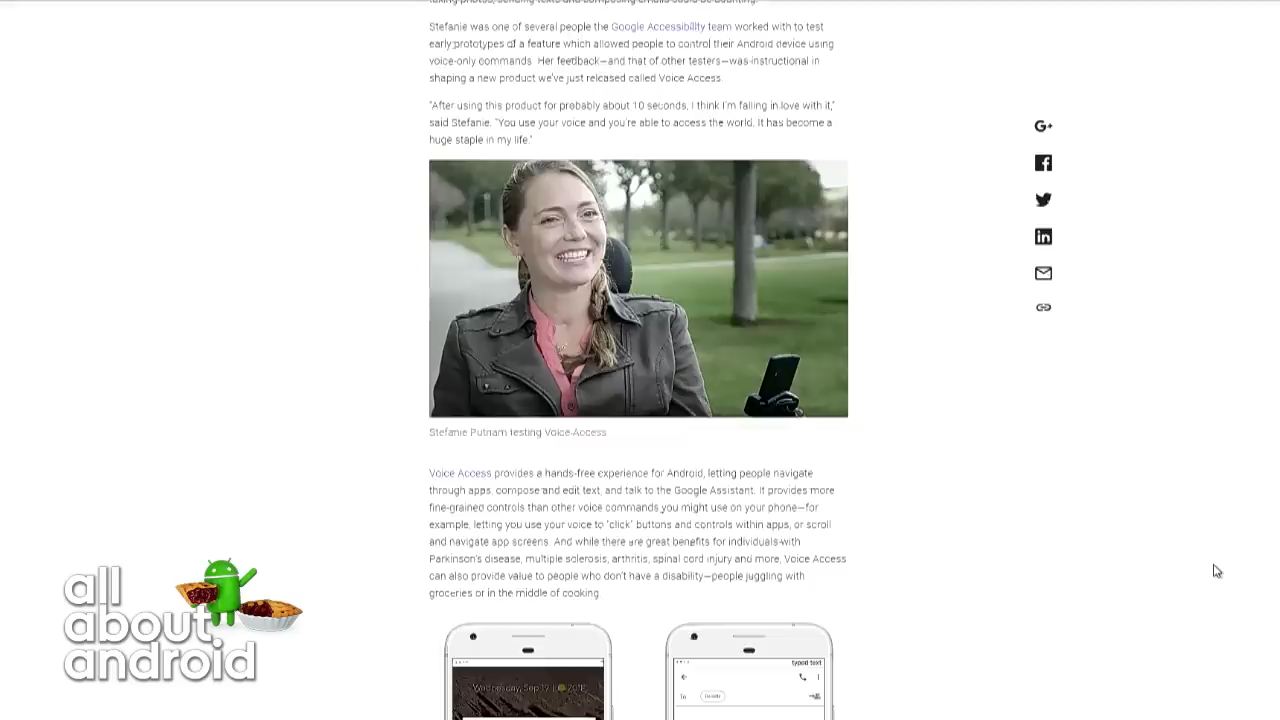 Stefanie was one of several people the Google Accessibility team worked with to test
early prototypes of a feature which allowed people to control their Android device using
voice-only commands. Her feedback—and that of other testers—was instructional in
shaping a new product we've just released called Voice Access.
"After using this product for probably about 10 seconds, I think I'm falling in love with it,"
said Stefanie. "You use your voice and you're able to access the world. It has become a
huge staple in my life."
G+
in
Stefanie Putnam testing Voice Access
Voice Access provides a hands-free experience for Android, letting people navigate
through apps, compose and edit text, and talk to the Google Assistant. It provides more
fine-grained controls than other voice commands you might use on your phone—for
example, letting you use your voice to "click" buttons and controls within apps, or scroll
and navigate app screens. And while there are great benefits for individuals with
Parkinson's disease, multiple sclerosis, arthritis, spinal cord injury and more, Voice Access
can also provide value to people who don't have a disability—people juggling with
groceries or in the middle of cooking.
all
about
android
typed text
Wednesday, Sep 19
To